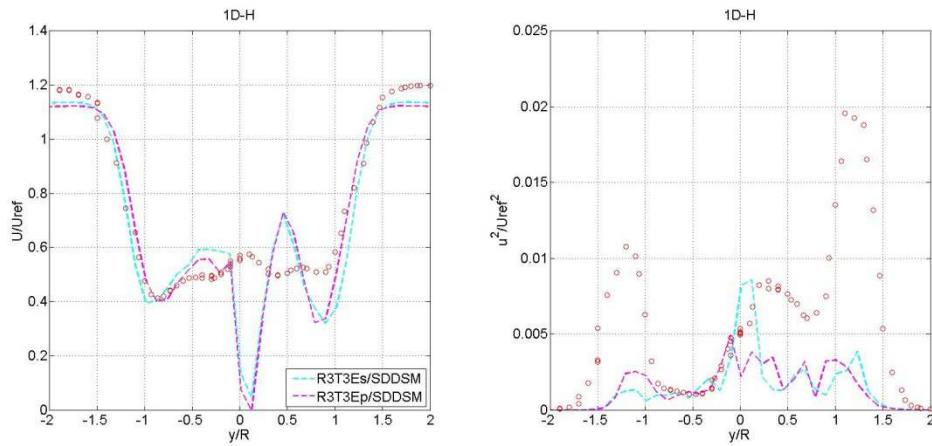 1D-H
U/Uref
1.4
1.2
1
0.8
0.6
0.4
0.2
0
-2 -1.5 -1 -0.5 0 0.5 1 1.5 2
y/R
R3T3Es/SDDSM
R3T3Ep/SDDSM
1D-H
u²/Uref²
0.025
0.02
0.015
0.01
0.005
0
-2 -1.5 -1 -0.5 0 0.5 1 1.5 2
y/R